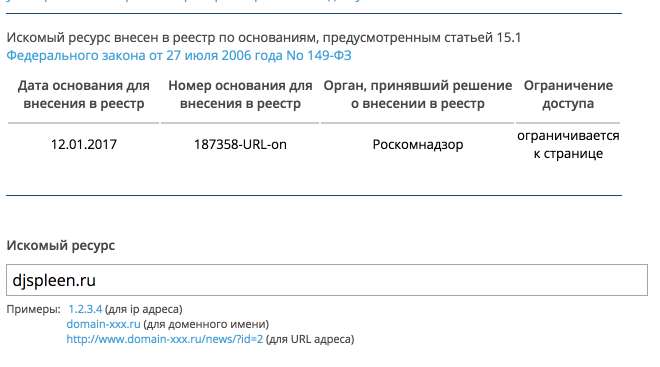 Искомый ресурс внесен в реестр по основаниям, предусмотренным статьей 15.1
Федерального закона от 27 июля 2006 года No 149-ФЗ
Дата основания для внесения в реестр
Номер основания для внесения в реестр
Орган, принявший решение о внесении в реестр
Ограничение доступа
12.01.2017
187358-URL-on
Роскомнадзор
ограничивается к странице
Искомый ресурс
djspleen.ru
Примеры: 1.2.3.4 (для ip адреса)
domain-xxx.ru (для доменного имени)
http://www.domain-xxx.ru/news/?id=2 (для URL адреса)